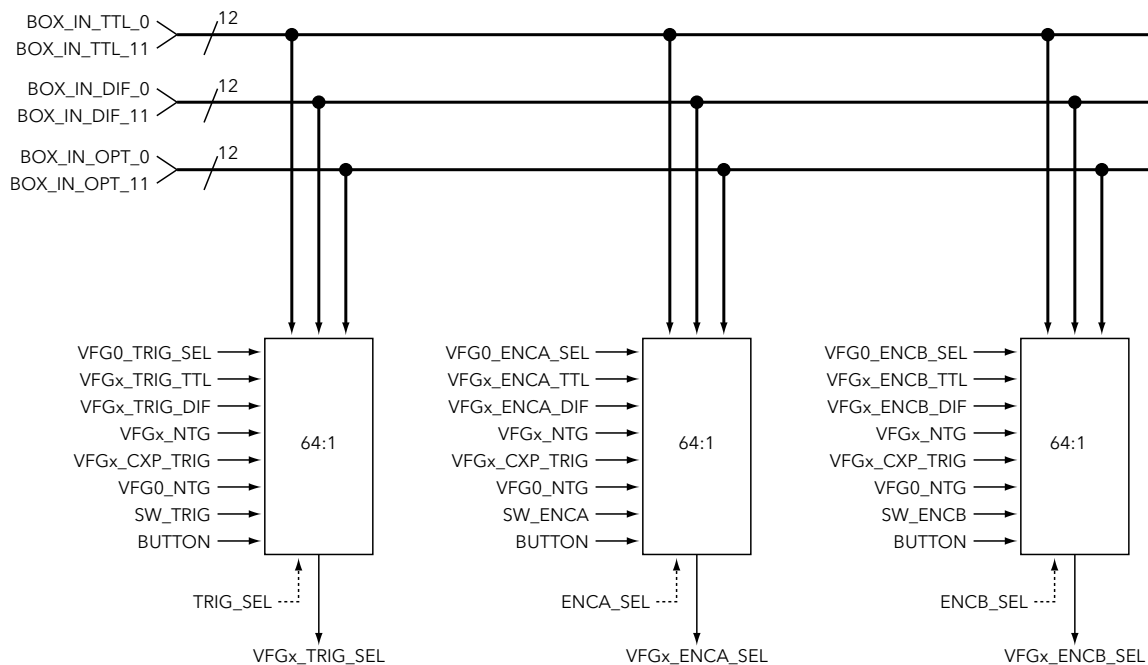 BOX_IN_TTL_0
BOX_IN_TTL_11
12
BOX_IN_DIF_0
BOX_IN_DIF_11
12
BOX_IN_OPT_0
BOX_IN_OPT_11
12
VFG0_TRIG_SEL
VFGx_TRIG_TTL
VFGx_TRIG_DIF
VFGx_NTG
VFGx_CXP_TRIG
VFG0_NTG
SW_TRIG
BUTTON
64:1
TRIG_SEL
VFGx_TRIG_SEL
VFG0_ENCA_SEL
VFGx_ENCA_TTL
VFGx_ENCA_DIF
VFGx_NTG
VFGx_CXP_TRIG
VFG0_NTG
SW_ENCA
BUTTON
64:1
ENCA_SEL
VFGx_ENCA_SEL
VFG0_ENCB_SEL
VFGx_ENCB_TTL
VFGx_ENCB_DIF
VFGx_NTG
VFGx_CXP_TRIG
VFG0_NTG
SW_ENCB
BUTTON
64:1
ENCB_SEL
VFGx_ENCB_SEL